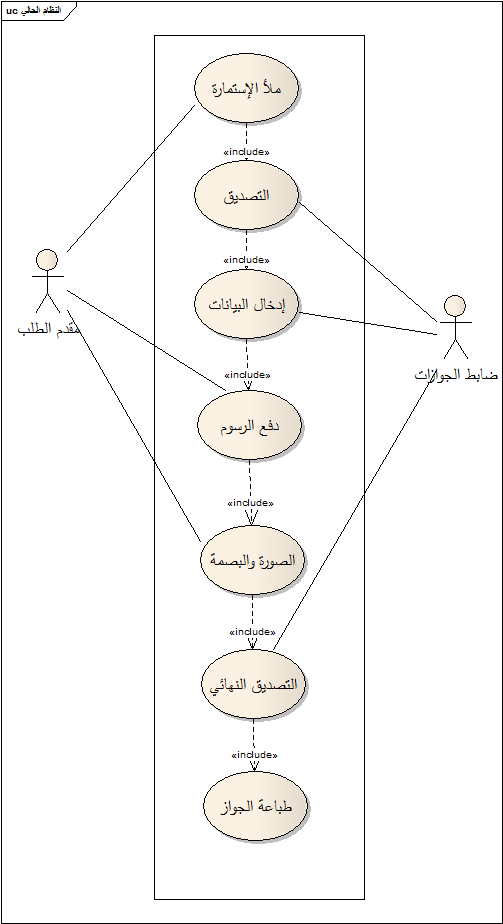 uc النظام الحالي
ملأ الإستمارة
«include»
التصديق
«include»
إدخال البيانات
مقدم الطلب
ضابط الجوازات
«include»
دفع الرسوم
«include»
الصورة والبصمة
«include»
التصديق النهائي
«include»
طباعة الجواز